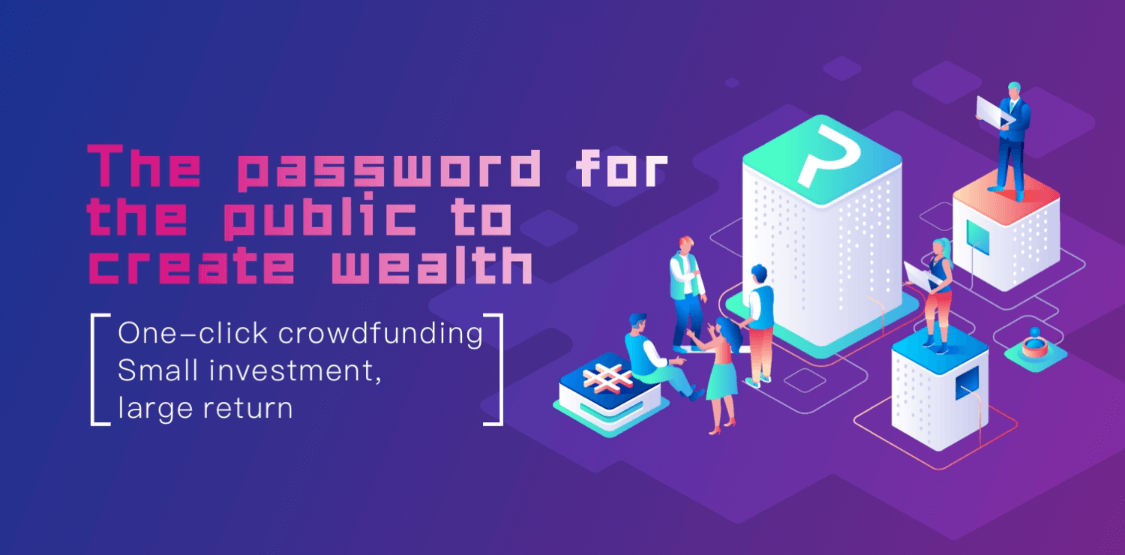 The password for
the public to
create wealth
One-click crowdfunding
Small investment,
large return